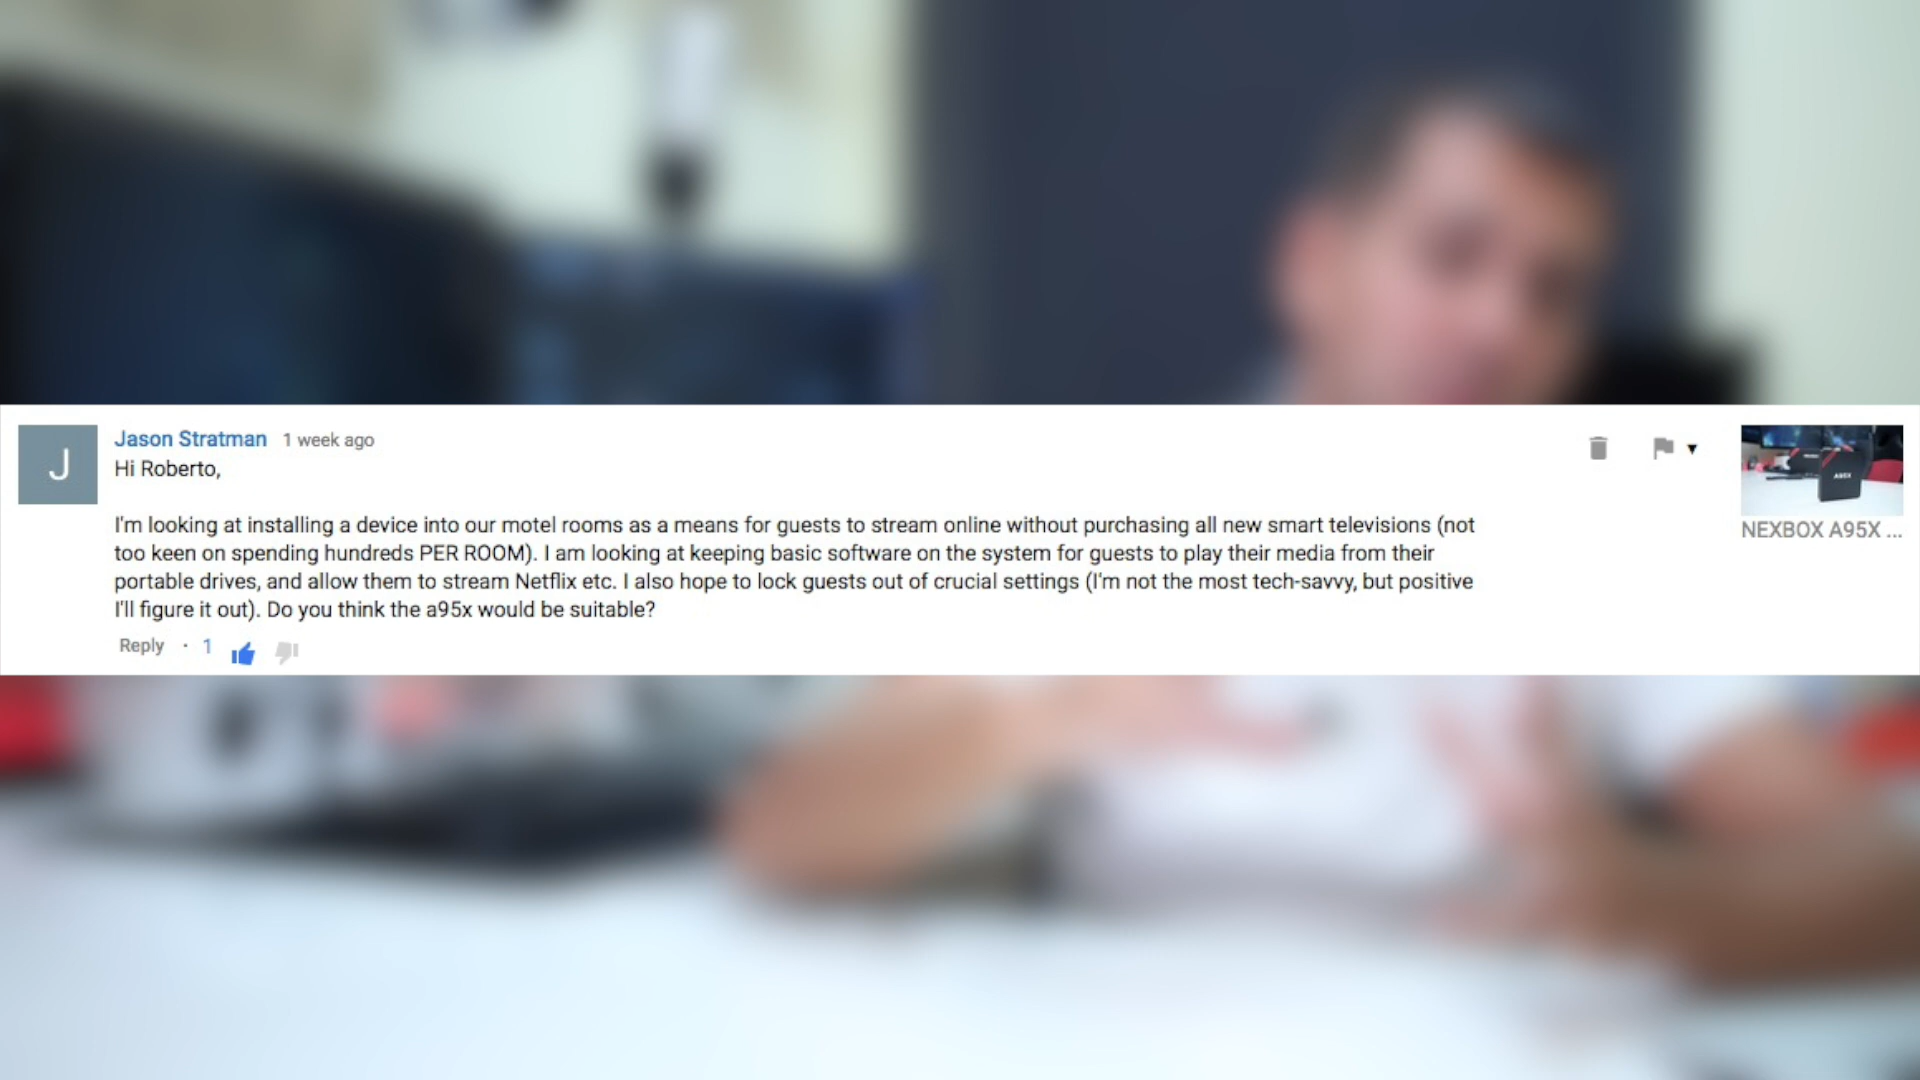 J
Jason Stratman 1 week ago
Hi Roberto,
I'm looking at installing a device into our motel rooms as a means for guests to stream online without purchasing all new smart televisions (not
too keen on spending hundreds PER ROOM). I am looking at keeping basic software on the system for guests to play their media from their
portable drives, and allow them to stream Netflix etc. I also hope to lock guests out of crucial settings (I'm not the most tech-savvy, but positive
I'll figure it out). Do you think the a95x would be suitable?
Reply · 1
A95X
NEXBOX A95X ...